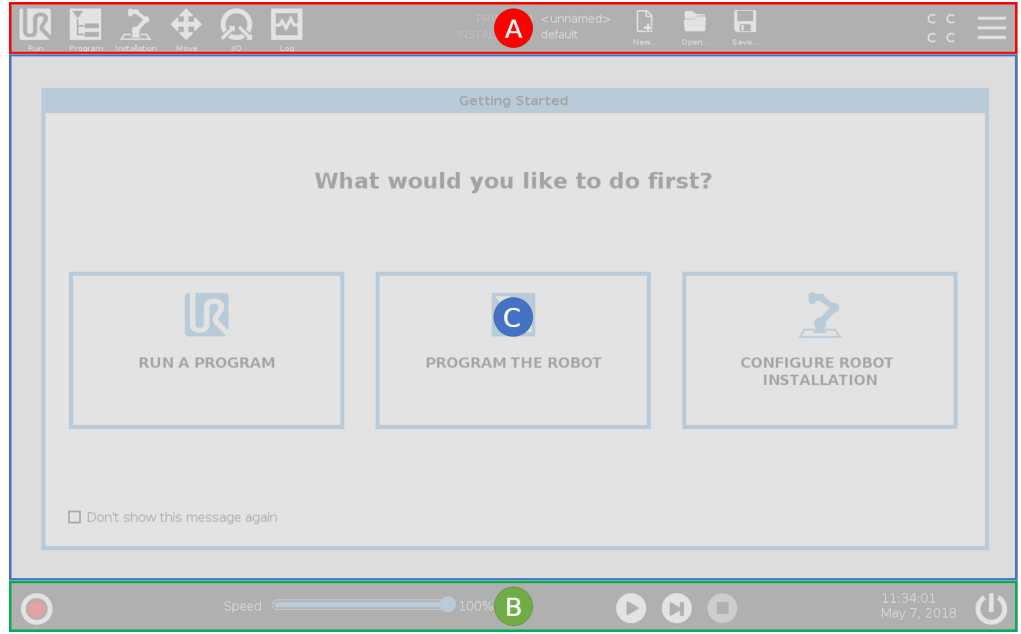 Run Program Installation Move I/O Log
<unnamed>
default
New... Open... Save...
C C
C C
A
Getting Started
What would you like to do first?
C
RUN A PROGRAM
PROGRAM THE ROBOT
CONFIGURE ROBOT
INSTALLATION
Don't show this message again
Speed 100%
B
11:34:01
May 7, 2018